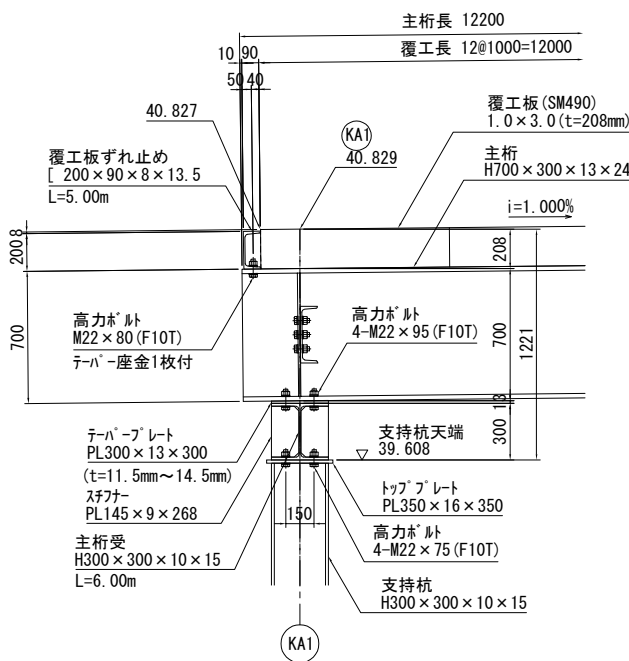 主桁長 12200
10 90
覆工長 12@1000=12000
50 40
40.827
KA1
40.829
覆工板(SM490)
1.0×3.0(t=208mm)
主桁
H700×300×13×24
覆工板ずれ止め
[ 200×90×8×13.5
L=5.00m
i=1.000%
200 8
208
700
高力ﾎﾞﾙﾄ
M22×80(F10T)
ﾃｰﾊﾟｰ座金1枚付
高力ﾎﾞﾙﾄ
4-M22×95(F10T)
700
1221
13
300
ﾃｰﾊﾟｰﾌﾟﾚｰﾄ
PL300×13×300
(t=11.5mm～14.5mm)
ｽﾁﾌﾅｰ
PL145×9×268
支持杭天端
39.608
ﾄｯﾌﾟﾌﾟﾚｰﾄ
PL350×16×350
150
主桁受
H300×300×10×15
L=6.00m
高力ﾎﾞﾙﾄ
4-M22×75(F10T)
支持杭
H300×300×10×15
KA1